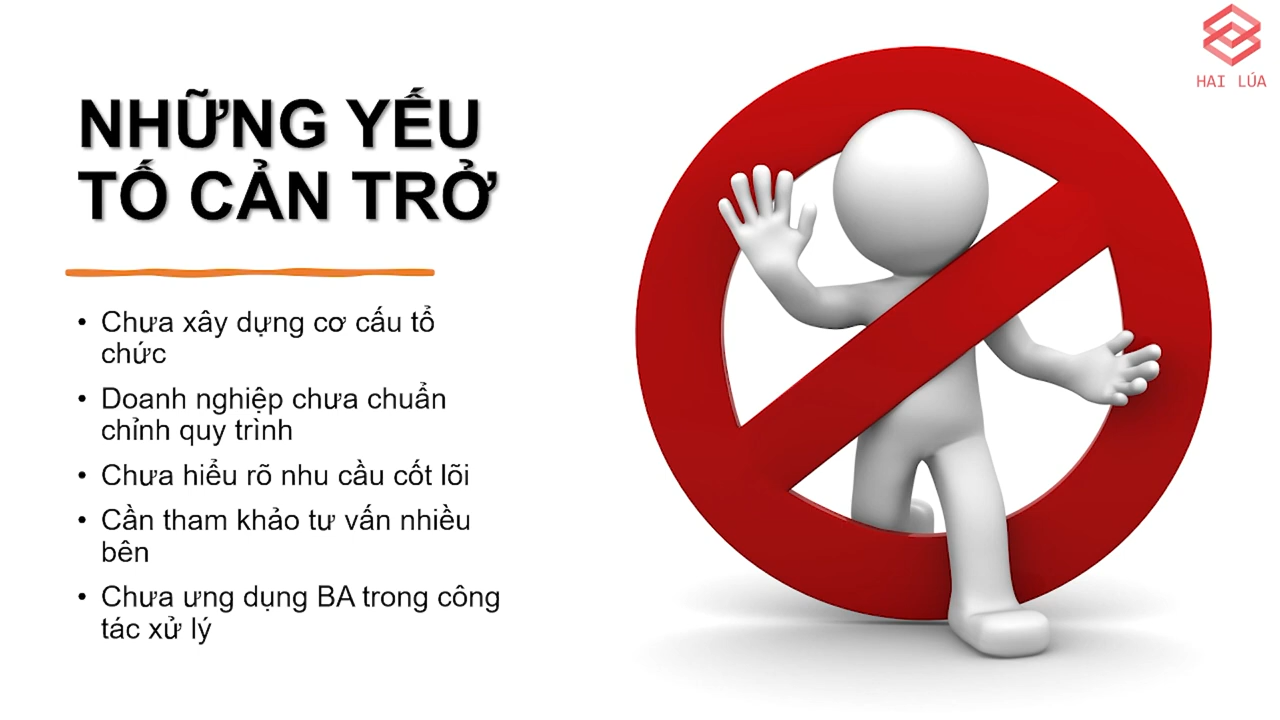 HAI LÚA
NHỮNG YẾU
TỐ CẢN TRỞ
• Chưa xây dựng cơ cấu tổ
chức
• Doanh nghiệp chưa chuẩn
chỉnh quy trình
• Chưa hiểu rõ nhu cầu cốt lõi
• Cần tham khảo tư vấn nhiều
bên
• Chưa ưng dụng BA trong công
tác xử lý